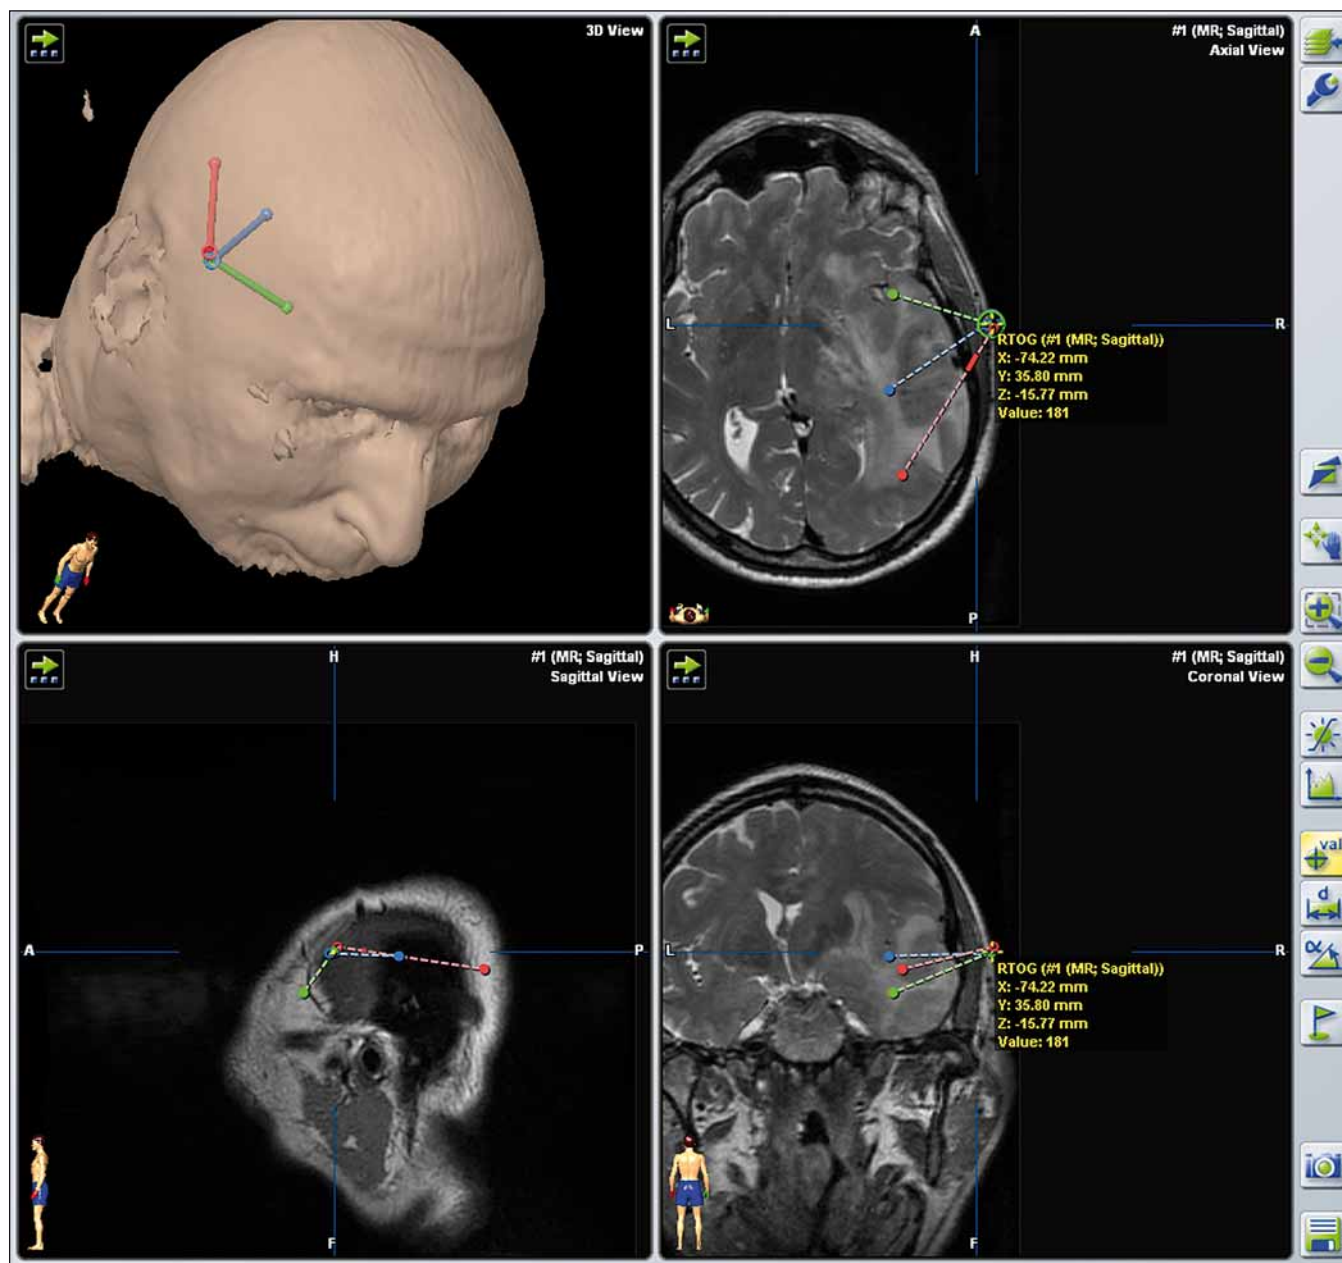 3D View
#1 (MR; Sagittal)
Axial View
A
L
R
RTOG (#1 (MR; Sagittal))
X: -74.22 mm
Y: 35.80 mm
Z: -15.77 mm
Value: 181
P
H
#1 (MR; Sagittal)
Sagittal View
A
P
F
H
#1 (MR; Sagittal)
Coronal View
L
R
RTOG (#1 (MR; Sagittal))
X: -74.22 mm
Y: 35.80 mm
Z: -15.77 mm
Value: 181
F
val
d
α